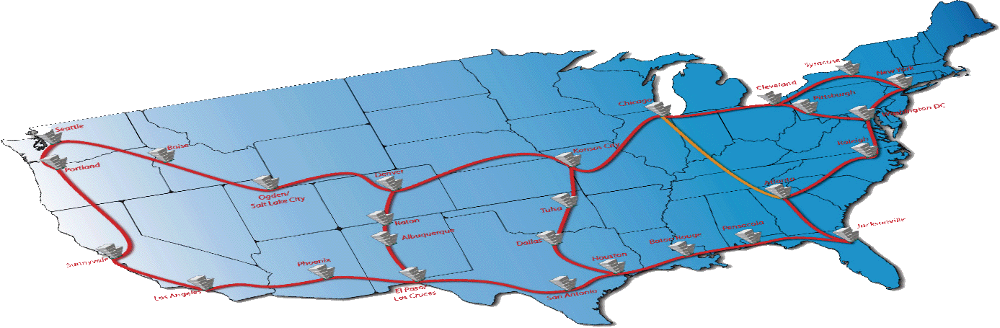 Syracuse
New York
Cleveland
Pittsburgh
Chicago
Washington DC
Seattle
Boise
Raleigh
Portland
Kansas City
Denver
Atlanta
Ogden/
Salt Lake City
Tulsa
Raton
Albuquerque
Jacksonville
Pensacola
Baton Rouge
Dallas
Sunnyvale
Phoenix
Houston
Los Angeles
El Paso/
Las Cruces
San Antonio